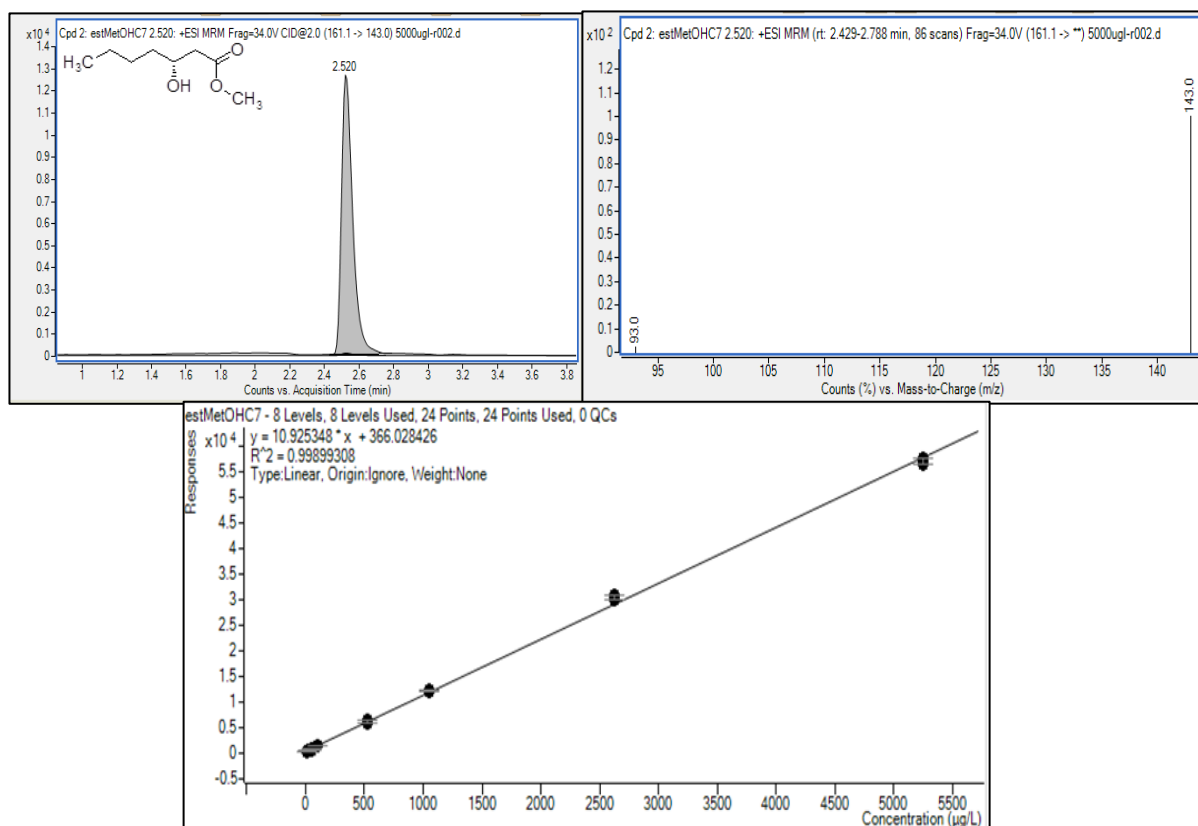 Cpd 2: estMetOHC7 2.520: +ESI MRM Frag=34.0V CID@2.0 (161.1 -> 143.0) 5000ugl-r002.d
x10 4
1.4
1.3
1.2
1.1
1
0.9
0.8
0.7
0.6
0.5
0.4
0.3
0.2
0.1
0
H3C
OH
O
O
CH3
2.520
1 1.2 1.4 1.6 1.8 2 2.2 2.4 2.6 2.8 3 3.2 3.4 3.6 3.8
Counts vs. Acquisition Time (min)
Cpd 2: estMetOHC7 2.520: +ESI MRM (rt: 2.429-2.788 min, 86 scans) Frag=34.0V (161.1 -> **) 5000ugl-r002.d
x10 2
1.2
1.1
1
0.9
0.8
0.7
0.6
0.5
0.4
0.3
0.2
0.1
0
93.0
143.0
95 100 105 110 115 120 125 130 135 140
Counts (%) vs. Mass-to-Charge (m/z)
estMetOHC7 - 8 Levels, 8 Levels Used, 24 Points, 24 Points Used, 0 QCs
Responses
x10 4
y = 10.925348 * x + 366.028426
R^2 = 0.99899308
Type:Linear, Origin:Ignore, Weight:None
5.5
5
4.5
4
3.5
3
2.5
2
1.5
1
0.5
0
-0.5
0 500 1000 1500 2000 2500 3000 3500 4000 4500 5000 5500
Concentration (µg/L)